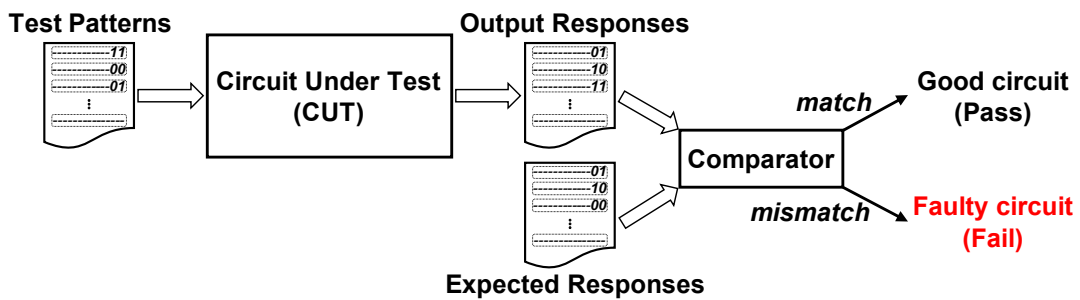 Test Patterns
Output Responses
---------------11
---------------00
---------------01
Circuit Under Test
(CUT)
---------------01
---------------10
---------------11
match
Good circuit
(Pass)
Comparator
---------------01
---------------10
---------------00
mismatch
Faulty circuit
(Fail)
Expected Responses